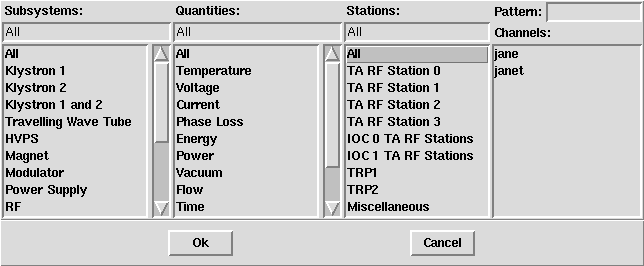 Subsystems:
All
All
Klystron 1
Klystron 2
Klystron 1 and 2
Travelling Wave Tube
HVPS
Magnet
Modulator
Power Supply
RF
Quantities:
All
All
Temperature
Voltage
Current
Phase Loss
Energy
Power
Vacuum
Flow
Time
Stations:
All
All
TA RF Station 0
TA RF Station 1
TA RF Station 2
TA RF Station 3
IOC 0 TA RF Stations
IOC 1 TA RF Stations
TRP1
TRP2
Miscellaneous
Pattern:
Channels:
jane
janet
Ok
Cancel